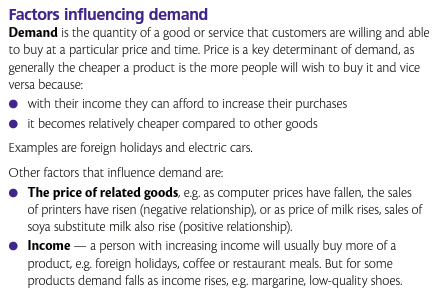 Factors influencing demand
Demand is the quantity of a good or service that customers are willing and able
to buy at a particular price and time. Price is a key determinant of demand, as
generally the cheaper a product is the more people will wish to buy it and vice
versa because:
● with their income they can afford to increase their purchases
● it becomes relatively cheaper compared to other goods
Examples are foreign holidays and electric cars.
Other factors that influence demand are:
● The price of related goods, e.g. as computer prices have fallen, the sales
of printers have risen (negative relationship), or as price of milk rises, sales of
soya substitute milk also rise (positive relationship).
● Income — a person with increasing income will usually buy more of a
product, e.g. foreign holidays, coffee or restaurant meals. But for some
products demand falls as income rises, e.g. margarine, low-quality shoes.